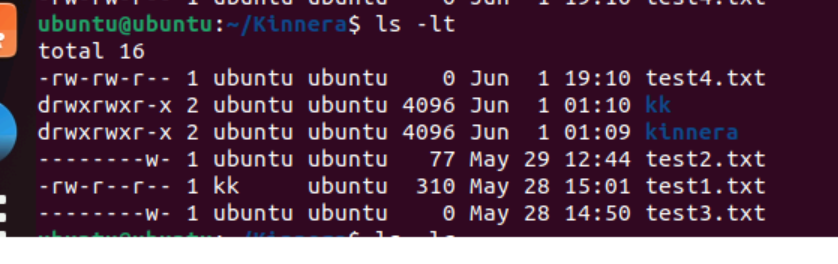 ubuntu@ubuntu:~/Kinnera$ ls -lt
total 16
-rw-rw-r-- 1 ubuntu ubuntu    0 Jun  1 19:10 test4.txt
drwxrwxr-x 2 ubuntu ubuntu 4096 Jun  1 01:10 kk
drwxrwxr-x 2 ubuntu ubuntu 4096 Jun  1 01:09 kinnera
--------w- 1 ubuntu ubuntu   77 May 29 12:44 test2.txt
-rw-r--r-- 1 kk     ubuntu  310 May 28 15:01 test1.txt
--------w- 1 ubuntu ubuntu    0 May 28 14:50 test3.txt